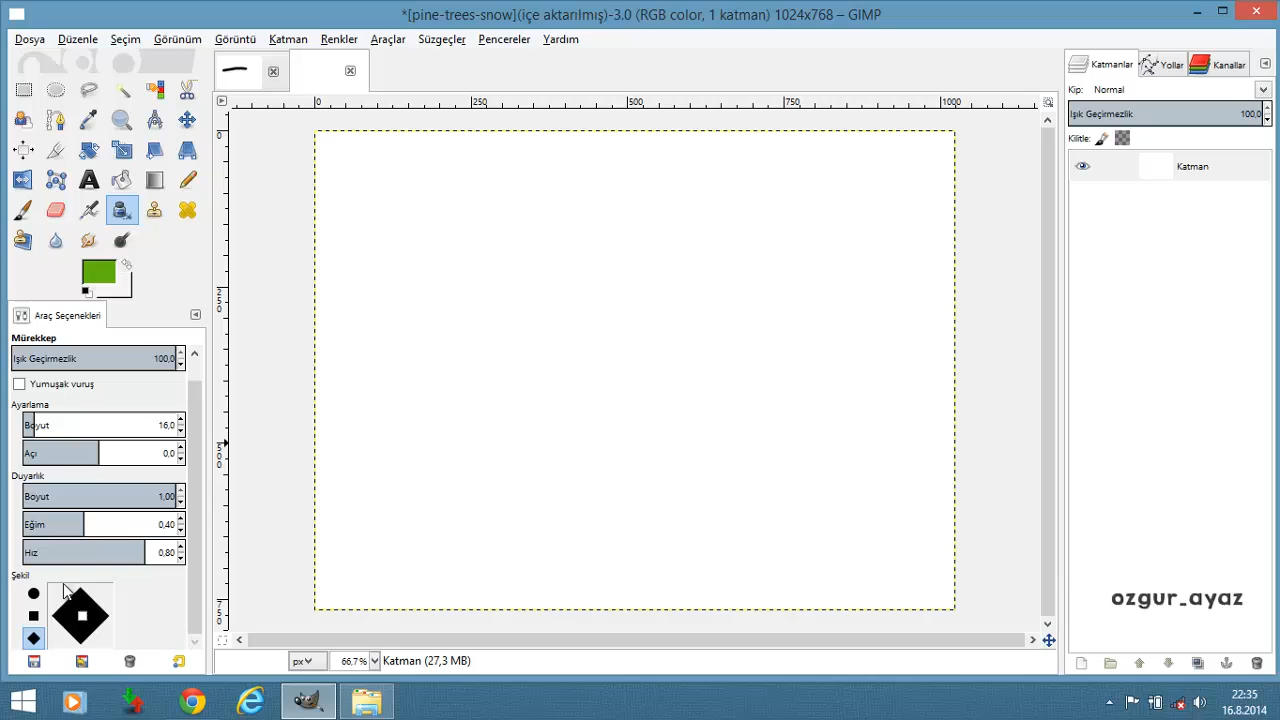 *[pine-trees-snow](içe aktarılmış)-3.0 (RGB color, 1 katman) 1024x768 – GIMP
Dosya Düzenle Seçim Görünüm Görüntü Katman Renkler Araçlar Süzgeçler Pencereler Yardım
Katmanlar Yollar Kanallar
Kip: Normal
Işık Geçirmezlik 100,0
Kilitle:
Katman
0 250 500 750 1000
0
250
500
750
Araç Seçenekleri
Mürekkep
Işık Geçirmezlik 100,0
Yumuşak vuruş
Ayarlama
Boyut 16,0
Açı 0,0
Duyarlık
Boyut 1,00
Eğim 0,40
Hız 0,80
Şekil
ozgur_ayaz
px 66,7% Katman (27,3 MB)
22:35
16.8.2014